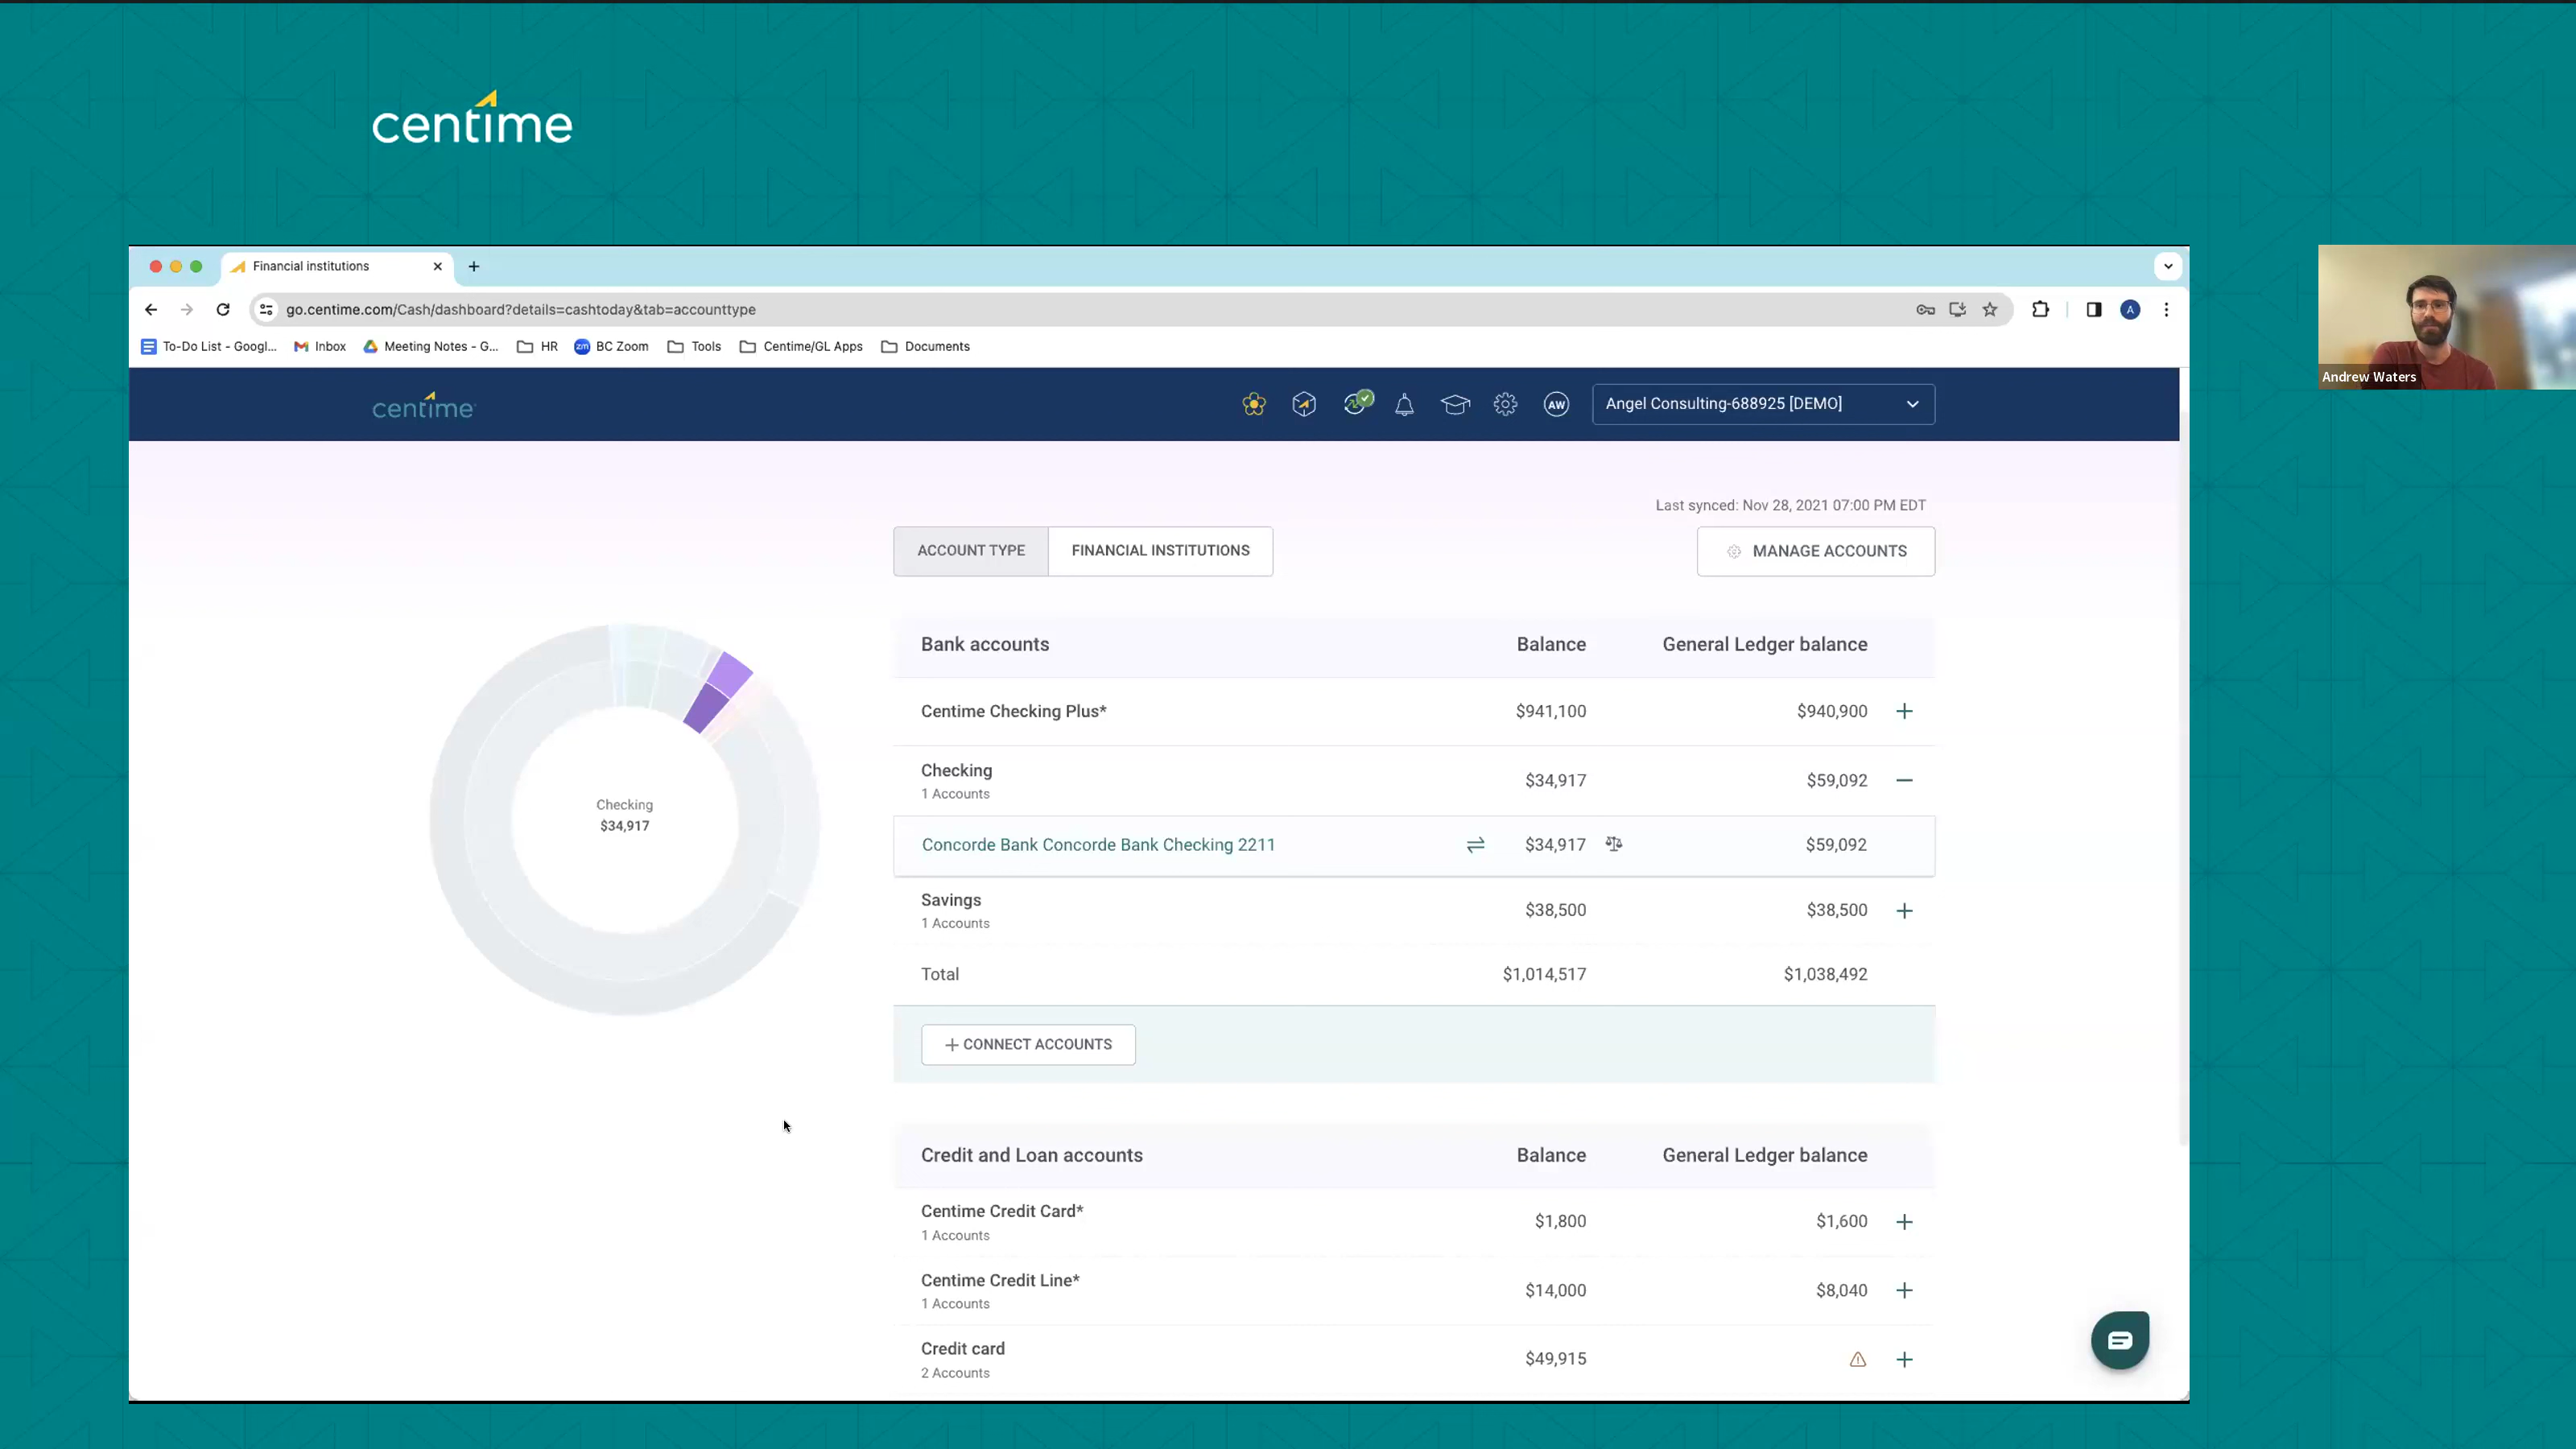 centime
Financial institutions
go.centime.com/Cash/dashboard?details=cashtoday&tab=accounttype
A
To-Do List - Googl...
Inbox
Meeting Notes - G...
HR
zm
BC Zoom
Tools
Centime/GL Apps
Documents
centime
AW
Angel Consulting-688925 [DEMO]
Andrew Waters
Last synced: Nov 28, 2021 07:00 PM EDT
ACCOUNT TYPE
FINANCIAL INSTITUTIONS
MANAGE ACCOUNTS
Checking
$34,917
Bank accounts Balance General Ledger balance
Centime Checking Plus* $941,100 $940,900
Checking $34,917 $59,092
1 Accounts
Concorde Bank Concorde Bank Checking 2211 $34,917 $59,092
Savings $38,500 $38,500
1 Accounts
Total $1,014,517 $1,038,492
CONNECT ACCOUNTS
Credit and Loan accounts Balance General Ledger balance
Centime Credit Card* $1,800 $1,600
1 Accounts
Centime Credit Line* $14,000 $8,040
1 Accounts
Credit card $49,915
2 Accounts